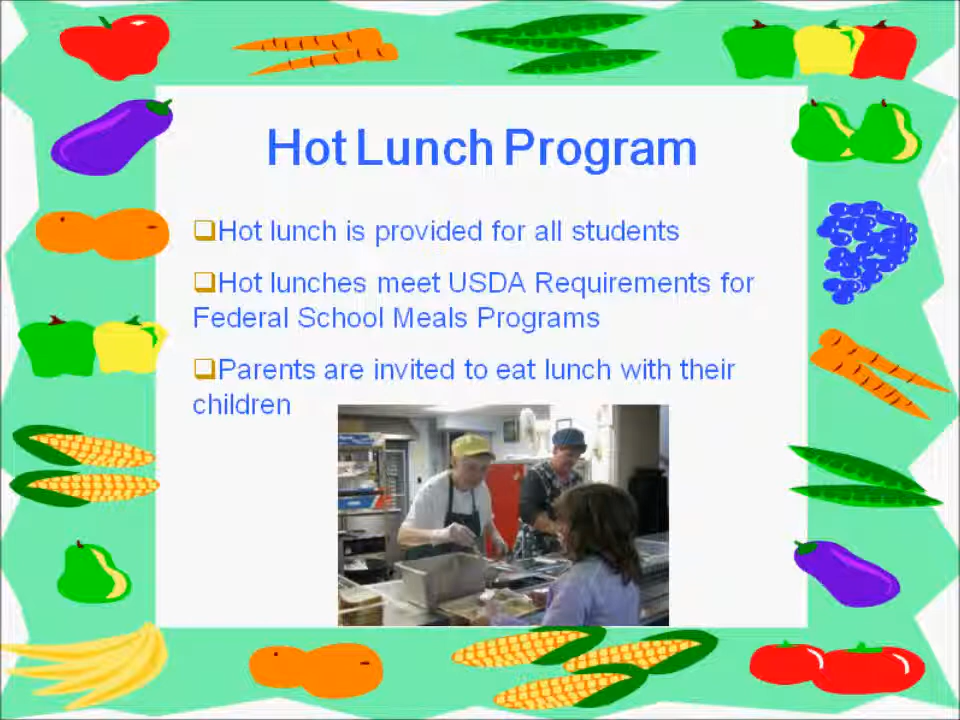 Hot Lunch Program
❑Hot lunch is provided for all students
❑Hot lunches meet USDA Requirements for
Federal School Meals Programs
❑Parents are invited to eat lunch with their
children